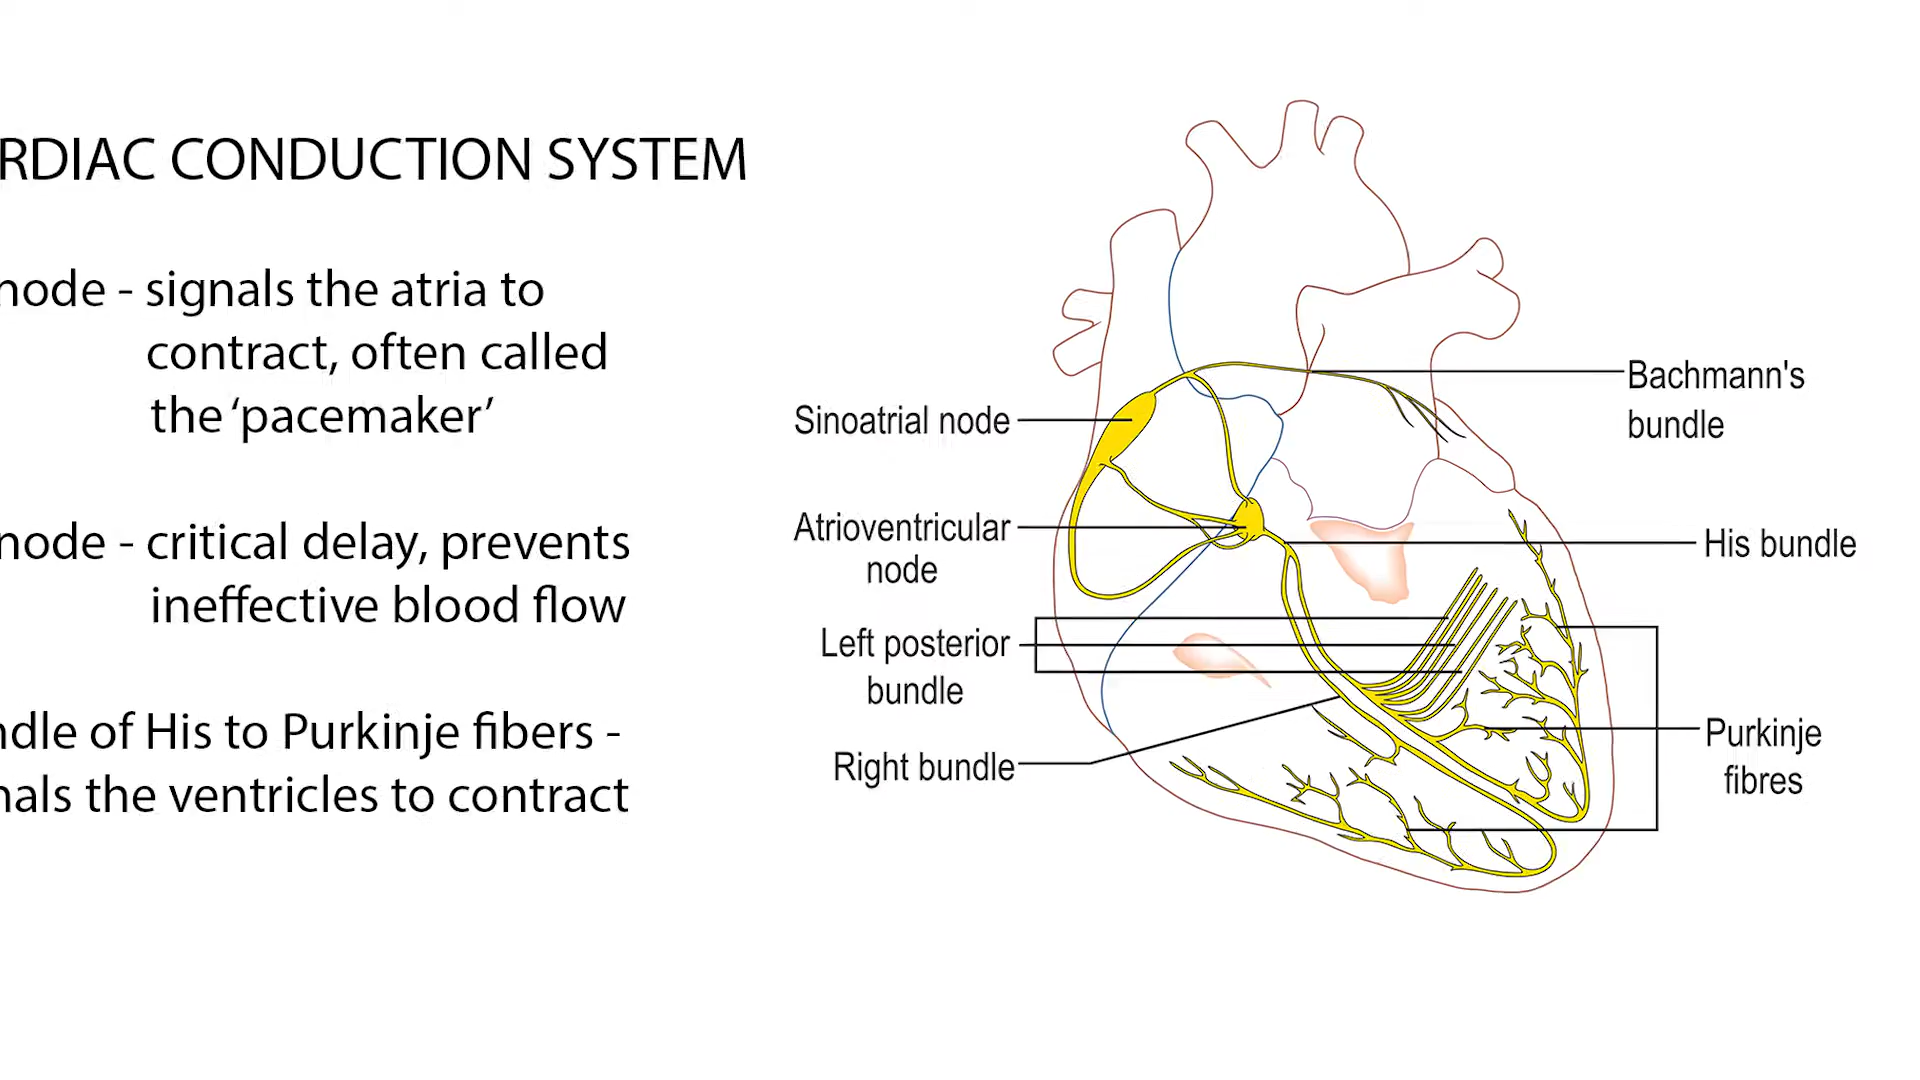 RDIAC CONDUCTION SYSTEM
node - signals the atria to
contract, often called
the ‘pacemaker’
node - critical delay, prevents
ineffective blood flow
ndle of His to Purkinje fibers -
nals the ventricles to contract
Sinoatrial node
Atrioventricular
node
Left posterior
bundle
Right bundle
Bachmann's
bundle
His bundle
Purkinje
fibres